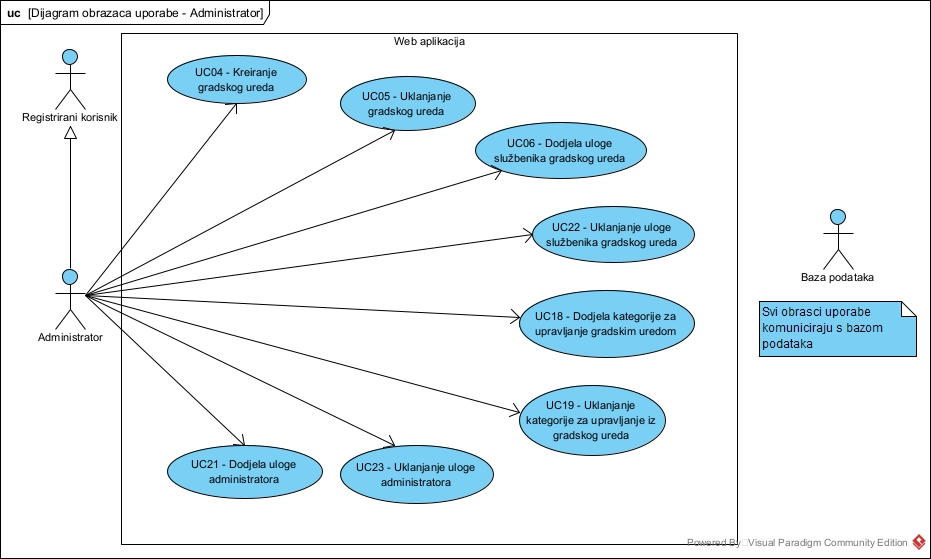 uc [Dijagram obrazaca uporabe - Administrator]
Web aplikacija
Registrirani korisnik
UC04 - Kreiranje
gradskog ureda
UC05 - Uklanjanje
gradskog ureda
UC06 - Dodjela uloge
službenika gradskog ureda
UC22 - Uklanjanje uloge
službenika gradskog ureda
Baza podataka
Administrator
UC18 - Dodjela kategorije za
upravljanje gradskim uredom
Svi obrasci uporabe
komuniciraju s bazom
podataka
UC19 - Uklanjanje
kategorije za upravljanje iz
gradskog ureda
UC21 - Dodjela uloge
administratora
UC23 - Uklanjanje uloge
administratora
Powered By Visual Paradigm Community Edition